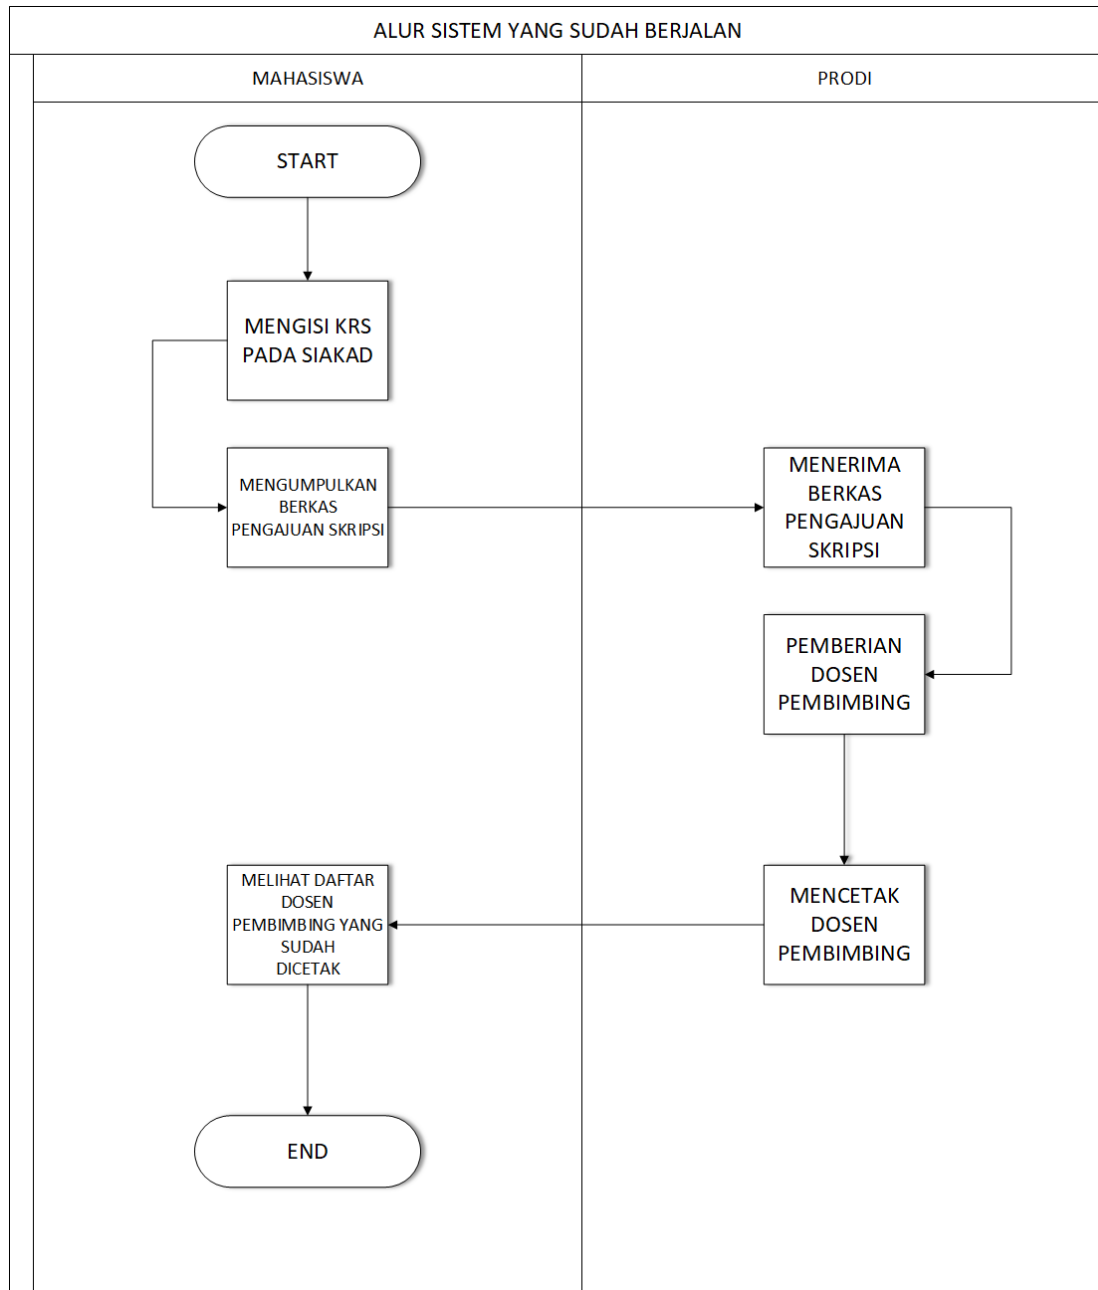 ALUR SISTEM YANG SUDAH BERJALAN
MAHASISWA
PRODI
START
MENGISI KRS
PADA SIAKAD
MENGUMPULKAN
BERKAS
PENGAJUAN SKRIPSI
MENERIMA
BERKAS
PENGAJUAN
SKRIPSI
PEMBERIAN
DOSEN
PEMBIMBING
MENCETAK
DOSEN
PEMBIMBING
MELIHAT DAFTAR
DOSEN
PEMBIMBING YANG
SUDAH
DICETAK
END